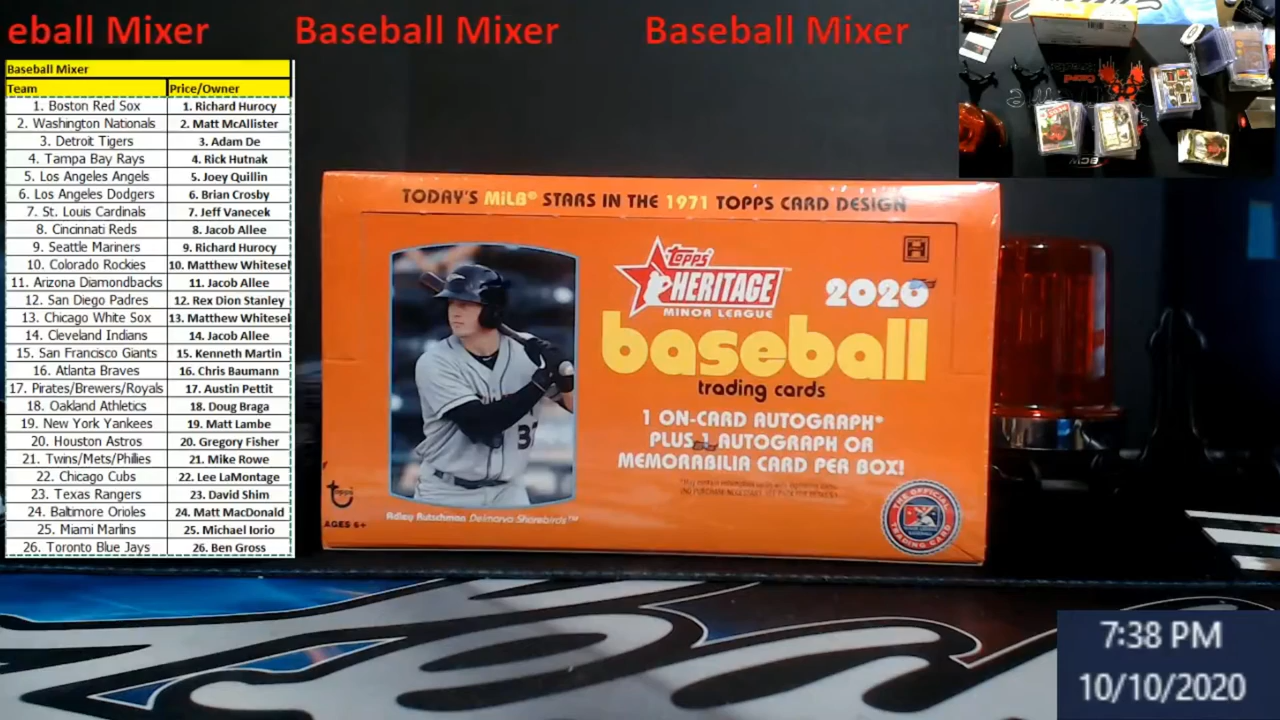 eball Mixer Baseball Mixer Baseball Mixer
Baseball Mixer
Team Price/Owner
1. Boston Red Sox 1. Richard Hurocy
2. Washington Nationals 2. Matt McAllister
3. Detroit Tigers 3. Adam De
4. Tampa Bay Rays 4. Rick Hutnak
5. Los Angeles Angels 5. Joey Quillin
6. Los Angeles Dodgers 6. Brian Crosby
7. St. Louis Cardinals 7. Jeff Vanecek
8. Cincinnati Reds 8. Jacob Allee
9. Seattle Mariners 9. Richard Hurocy
10. Colorado Rockies 10. Matthew Whitesel
11. Arizona Diamondbacks 11. Jacob Allee
12. San Diego Padres 12. Rex Dion Stanley
13. Chicago White Sox 13. Matthew Whitesel
14. Cleveland Indians 14. Jacob Allee
15. San Francisco Giants 15. Kenneth Martin
16. Atlanta Braves 16. Chris Baumann
17. Pirates/Brewers/Royals 17. Austin Pettit
18. Oakland Athletics 18. Doug Braga
19. New York Yankees 19. Matt Lambe
20. Houston Astros 20. Gregory Fisher
21. Twins/Mets/Phillies 21. Mike Rowe
22. Chicago Cubs 22. Lee LaMontage
23. Texas Rangers 23. David Shim
24. Baltimore Orioles 24. Matt MacDonald
25. Miami Marlins 25. Michael Iorio
26. Toronto Blue Jays 26. Ben Gross
TODAY'S MiLB® STARS IN THE 1971 TOPPS CARD DESIGN
H
Topps
HERITAGE
MINOR LEAGUE
2020
baseball
trading cards
1 ON-CARD AUTOGRAPH*
PLUS 1 AUTOGRAPH OR
MEMORABILIA CARD PER BOX!
37
Topps
AGES 6+
Adley Rutschman Delmarva Shorebirds™
THE OFFICIAL
TRADING CARD
BCW
7:38 PM
10/10/2020